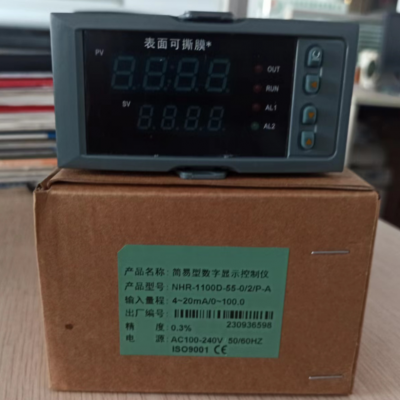 表面可撕膜*
PV
OUT
RUN
SV
AL1
AL2
产品名称：简易型数字显示控制仪
产品型号：NHR-1100D-55-0/2/P-A
输入量程：4~20mA/0~100.0
出厂编号：230936598
精 度：0.3%
电 源：AC100-240V 50/60HZ
ISO9001 CE